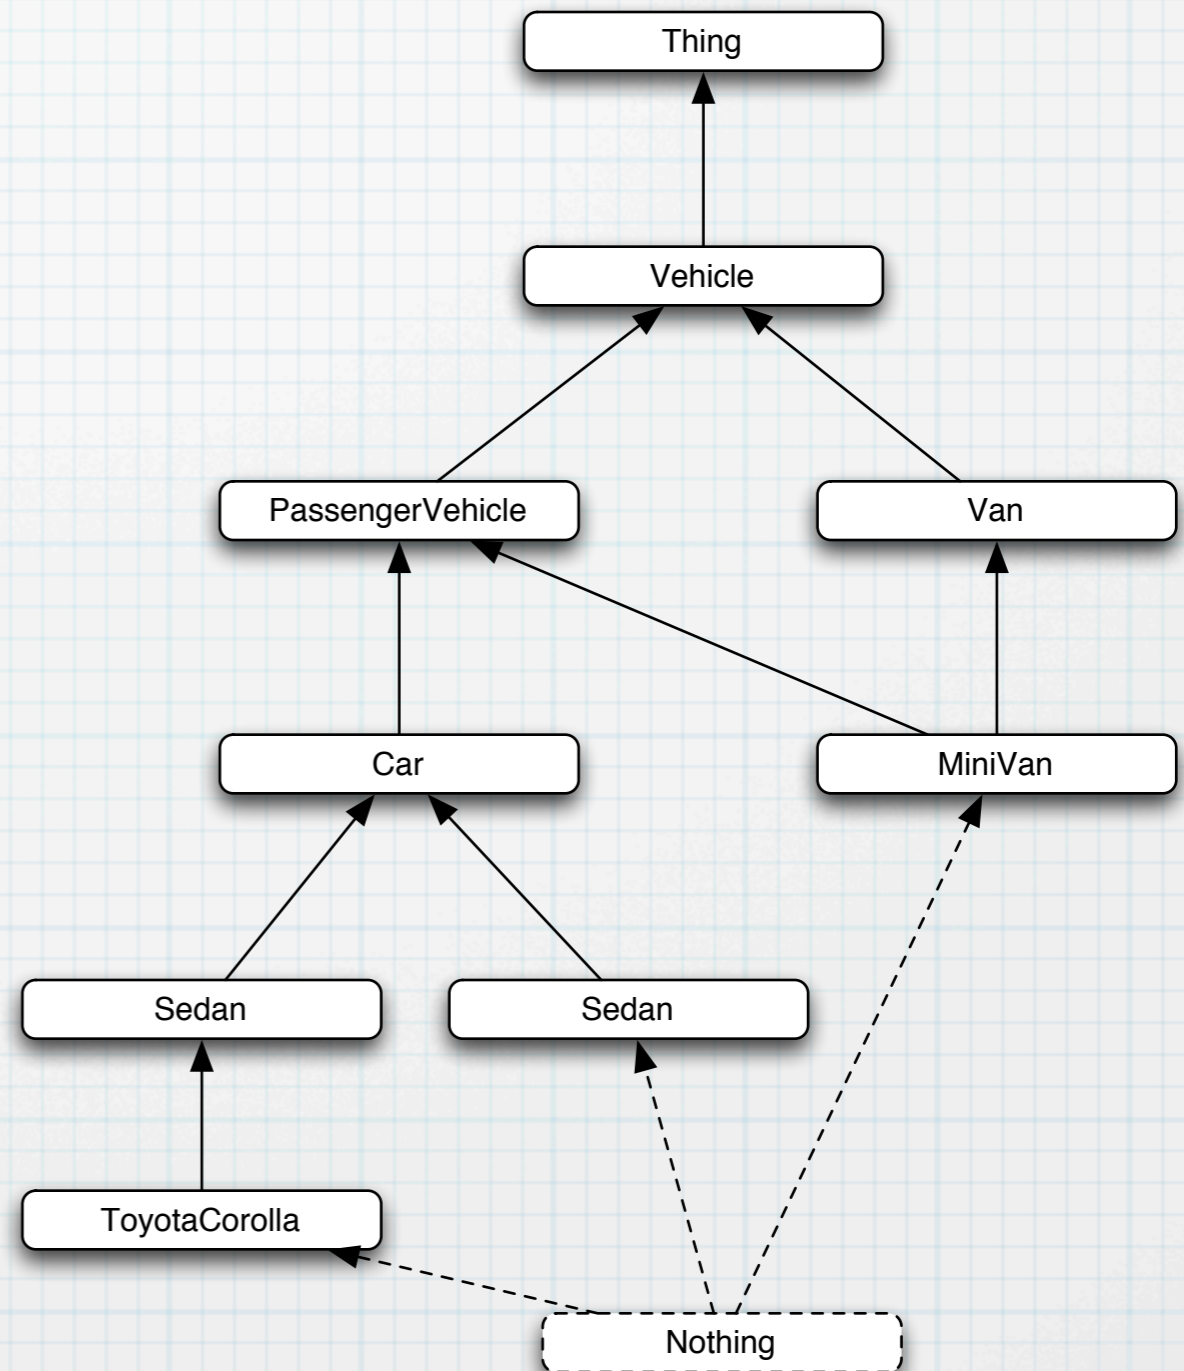 Thing
Vehicle
PassengerVehicle
Van
Car
MiniVan
Sedan
Sedan
ToyotaCorolla
Nothing